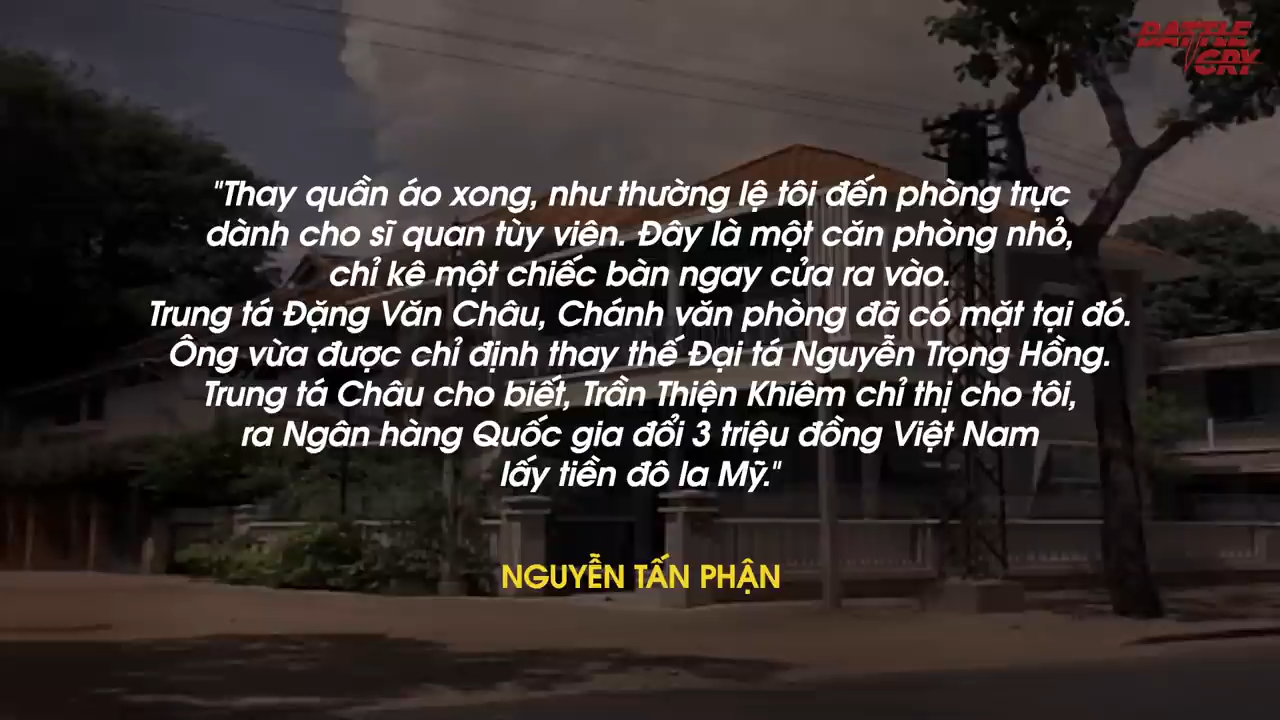 BATTLE
CRY
"Thay quần áo xong, như thường lệ tôi đến phòng trực
dành cho sĩ quan tùy viên. Đây là một căn phòng nhỏ,
chỉ kê một chiếc bàn ngay cửa ra vào.
Trung tá Đặng Văn Châu, Chánh văn phòng đã có mặt tại đó.
Ông vừa được chỉ định thay thế Đại tá Nguyễn Trọng Hồng.
Trung tá Châu cho biết, Trần Thiện Khiêm chỉ thị cho tôi,
ra Ngân hàng Quốc gia đổi 3 triệu đồng Việt Nam
lấy tiền đô la Mỹ."
NGUYỄN TẤN PHẬN